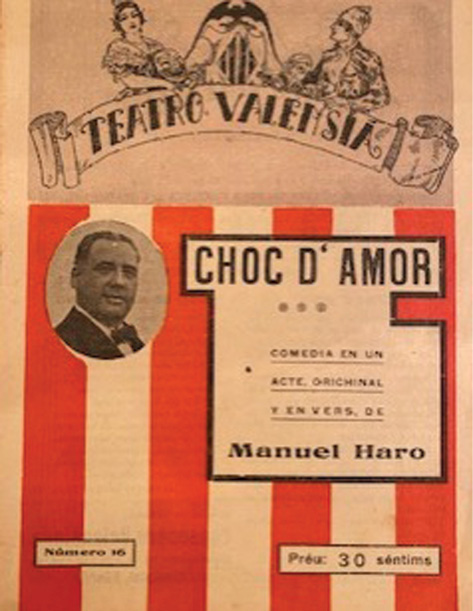 TEATRO VALENSIÁ
CHOC D' AMOR
COMEDIA EN UN
ACTE, ORICHINAL
Y EN VERS, DE
Manuel Haro
Número 16
Préu: 30 séntims